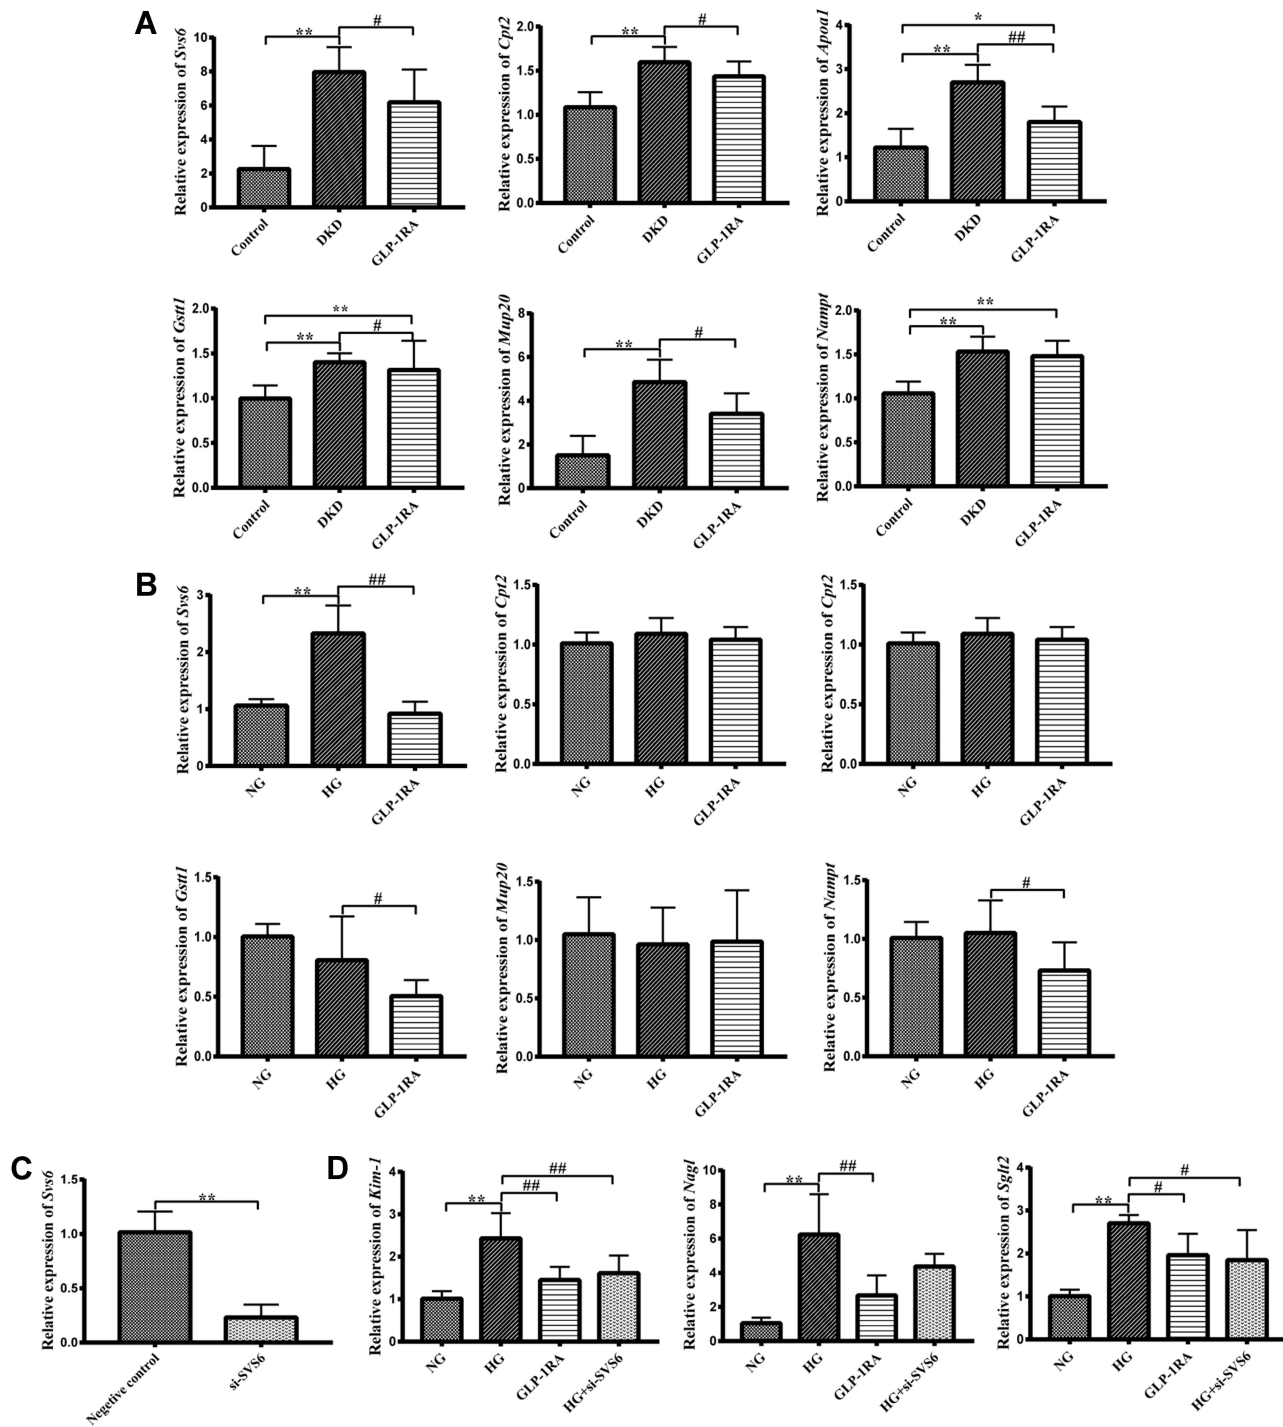 A
Relative expression of Svs6
10
8
6
4
2
0
**
#
Control
DKD
GLP-1RA
Relative expression of Cpt2
2.0
1.5
1.0
0.5
0.0
**
#
Control
DKD
GLP-1RA
Relative expression of Apoa1
4
3
2
1
0
*
**
##
Control
DKD
GLP-1RA
Relative expression of Gstt1
2.0
1.5
1.0
0.5
0.0
**
**
#
Control
DKD
GLP-1RA
Relative expression of Mup20
8
6
4
2
0
**
#
Control
DKD
GLP-1RA
Relative expression of Nampt
2.0
1.5
1.0
0.5
0.0
**
**
Control
DKD
GLP-1RA
B
Relative expression of Svs6
3
2
1
0
**
##
NG
HG
GLP-1RA
Relative expression of Cpt2
1.5
1.0
0.5
0.0
NG
HG
GLP-1RA
Relative expression of Cpt2
1.5
1.0
0.5
0.0
NG
HG
GLP-1RA
Relative expression of Gstt1
1.5
1.0
0.5
0.0
#
NG
HG
GLP-1RA
Relative expression of Mup20
1.5
1.0
0.5
0.0
NG
HG
GLP-1RA
Relative expression of Nampt
1.5
1.0
0.5
0.0
#
NG
HG
GLP-1RA
C
Relative expression of Svs6
1.5
1.0
0.5
0.0
**
Negetive control
si-SVS6
D
Relative expression of Kim-1
4
3
2
1
0
**
##
##
NG
HG
GLP-1RA
HG+si-SVS6
Relative expression of Nagl
10
8
6
4
2
0
**
##
NG
HG
GLP-1RA
HG+si-SVS6
Relative expression of Sglt2
4
3
2
1
0
**
#
#
NG
HG
GLP-1RA
HG+si-SVS6